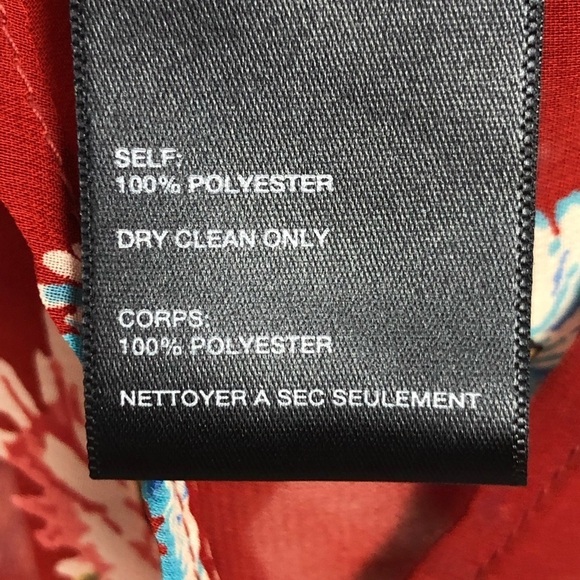 SELF:
100% POLYESTER
DRY CLEAN ONLY
CORPS:
100% POLYESTER
NETTOYER A SEC SEULEMENT